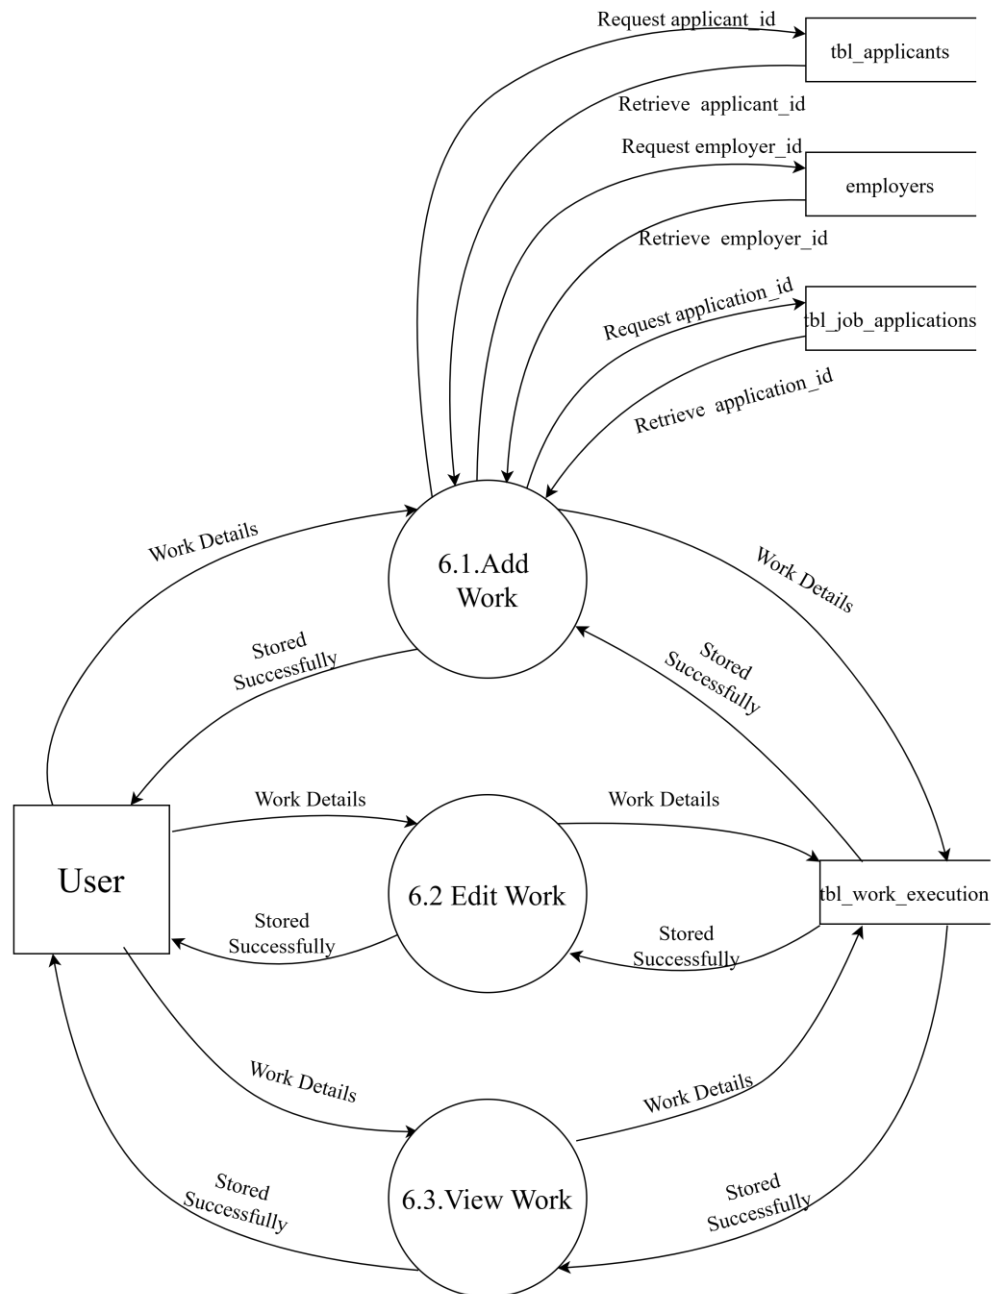 Request applicant_id
tbl_applicants
Retrieve  applicant_id
Request employer_id
employers
Retrieve  employer_id
Request application_id
tbl_job_applications
Retrieve  application_id
Work Details
6.1.Add
Work
Work Details
Stored
Successfully
Stored
Successfully
Work Details
Work Details
User
6.2 Edit Work
tbl_work_execution
Stored
Successfully
Stored
Successfully
Work Details
Work Details
6.3.View Work
Stored
Successfully
Stored
Successfully